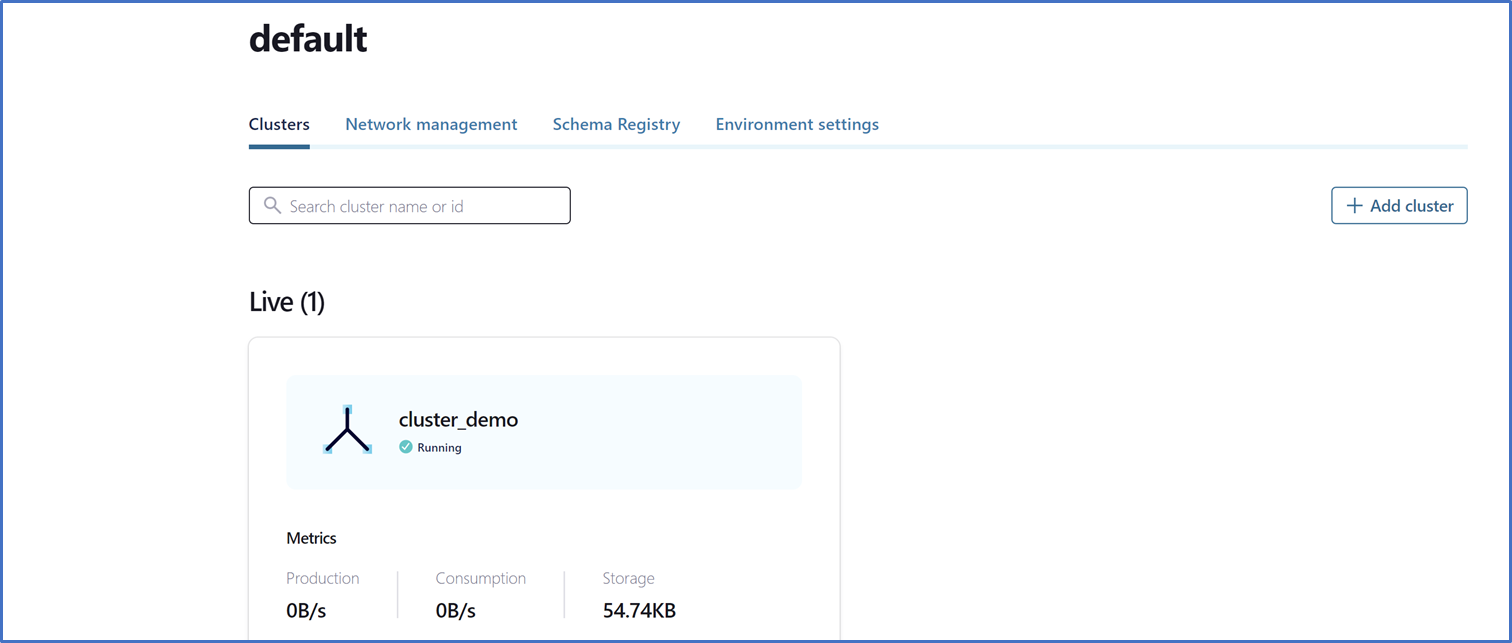 default
Clusters Network management Schema Registry Environment settings
Search cluster name or id
Add cluster
Live (1)
cluster_demo
Running
Metrics
Production Consumption Storage
0B/s 0B/s 54.74KB